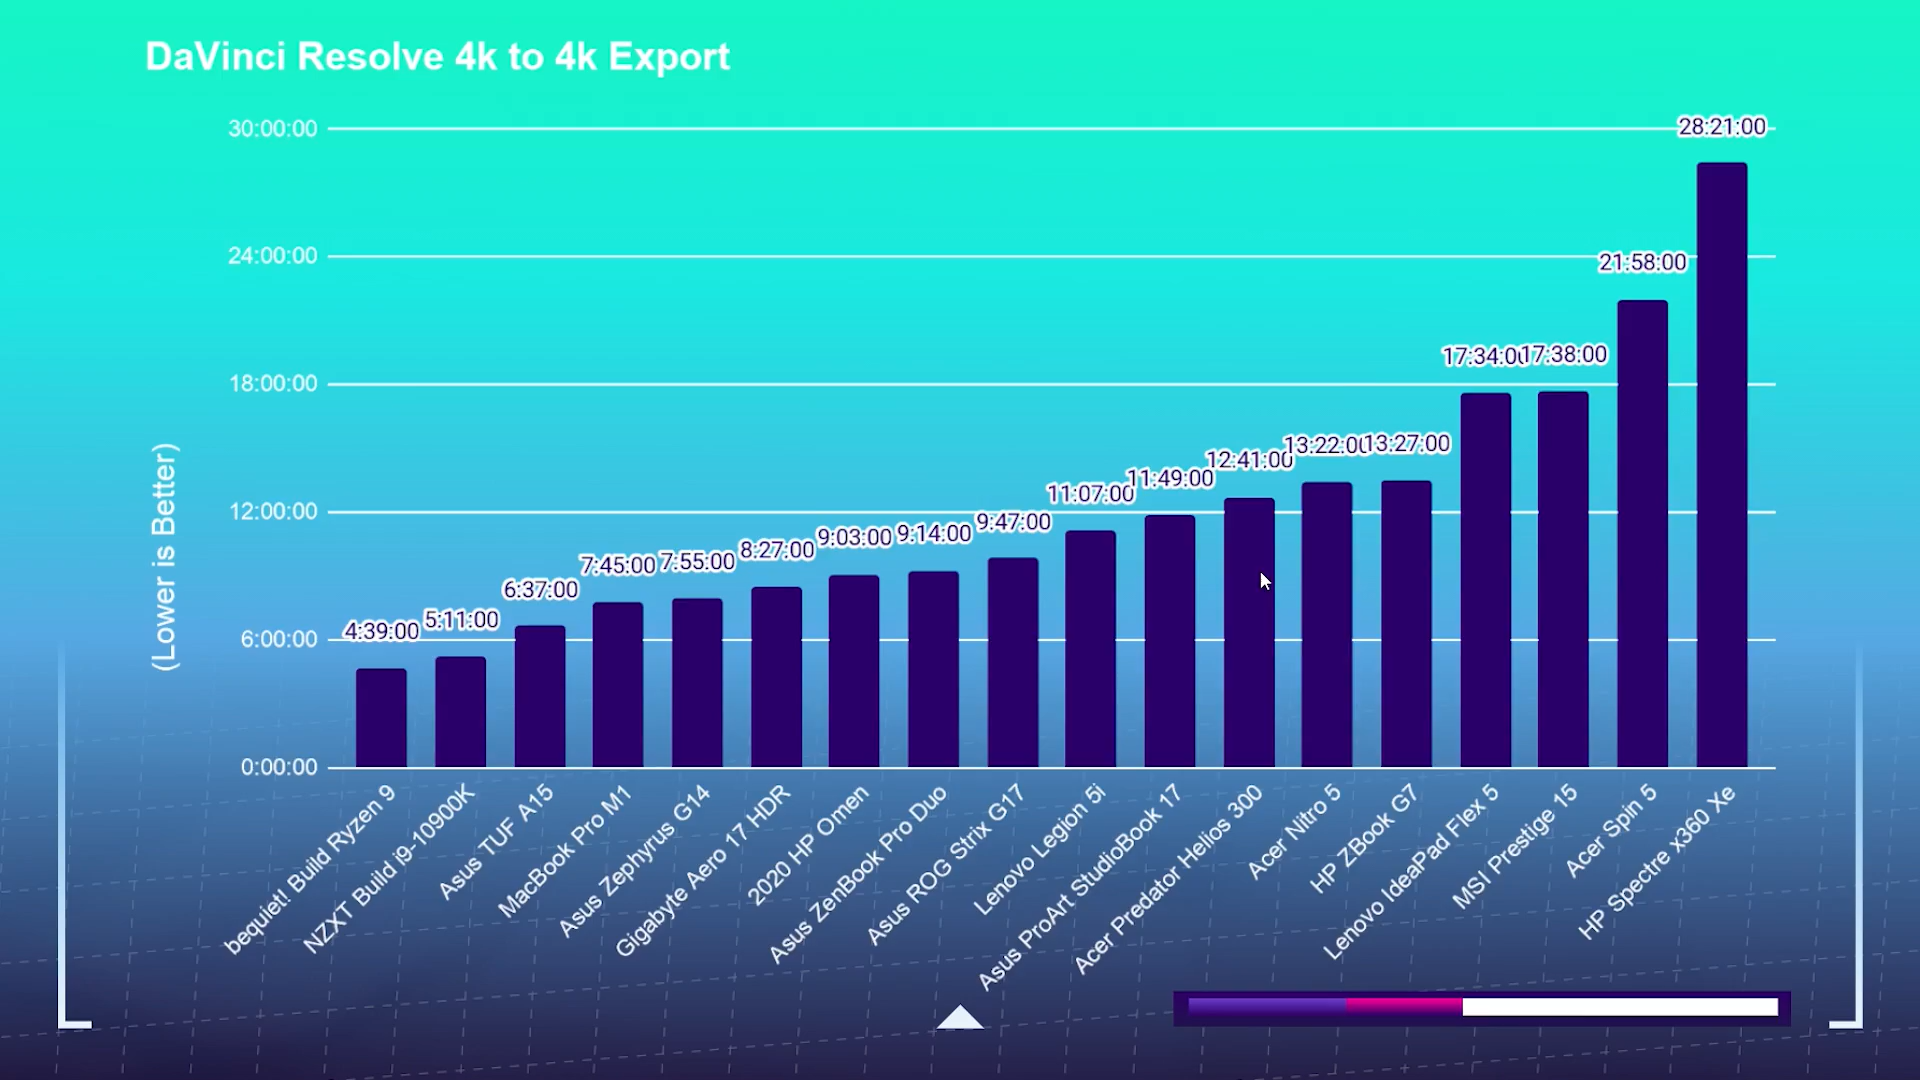 DaVinci Resolve 4k to 4k Export
(Lower is Better)
30:00:00
24:00:00
18:00:00
12:00:00
6:00:00
0:00:00
4:39:00
5:11:00
6:37:00
7:45:00
7:55:00
8:27:00
9:03:00
9:14:00
9:47:00
11:07:00
11:49:00
12:41:00
13:22:00
13:27:00
17:34:00
17:38:00
21:58:00
28:21:00
bequiet! Build Ryzen 9
NZXT Build i9-10900K
Asus TUF A15
MacBook Pro M1
Asus Zephyrus G14
Gigabyte Aero 17 HDR
2020 HP Omen
Asus ZenBook Pro Duo
Asus ROG Strix G17
Lenovo Legion 5i
Asus ProArt StudioBook 17
Acer Predator Helios 300
Acer Nitro 5
HP ZBook G7
Lenovo IdeaPad Flex 5
MSI Prestige 15
Acer Spin 5
HP Spectre x360 Xe